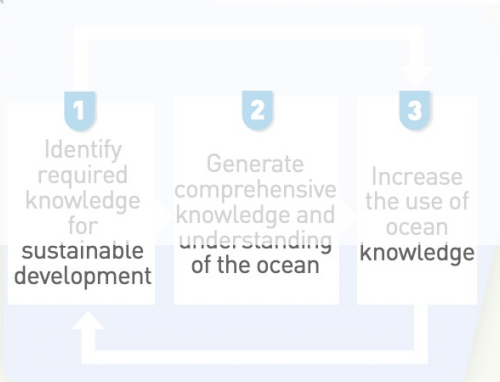 1
Identify
required
knowledge
for
sustainable
development
2
Generate
comprehensive
knowledge and
understanding
of the ocean
3
Increase
the use of
ocean
knowledge